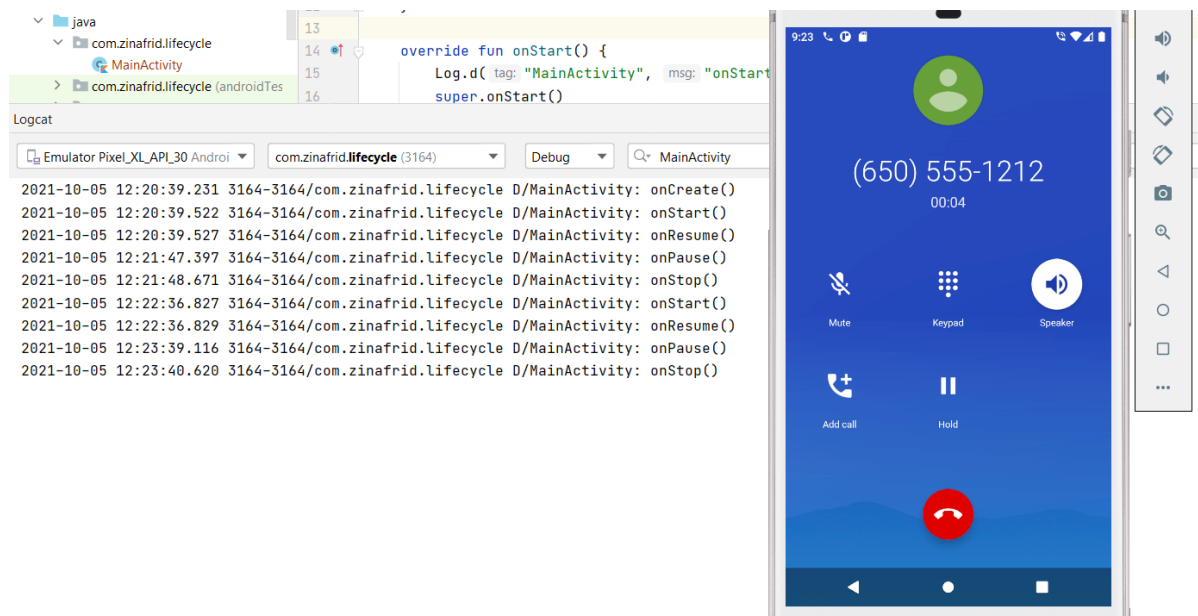 java
com.zinafrid.lifecycle
MainActivity
com.zinafrid.lifecycle (androidTes
13
14 override fun onStart() {
15 Log.d( tag: "MainActivity", msg: "onStart
16 super.onStart()
Logcat
Emulator Pixel_XL_API_30 Androi
com.zinafrid.lifecycle (3164)
Debug
MainActivity
2021-10-05 12:20:39.231 3164-3164/com.zinafrid.lifecycle D/MainActivity: onCreate()
2021-10-05 12:20:39.522 3164-3164/com.zinafrid.lifecycle D/MainActivity: onStart()
2021-10-05 12:20:39.527 3164-3164/com.zinafrid.lifecycle D/MainActivity: onResume()
2021-10-05 12:21:47.397 3164-3164/com.zinafrid.lifecycle D/MainActivity: onPause()
2021-10-05 12:21:48.671 3164-3164/com.zinafrid.lifecycle D/MainActivity: onStop()
2021-10-05 12:22:36.827 3164-3164/com.zinafrid.lifecycle D/MainActivity: onStart()
2021-10-05 12:22:36.829 3164-3164/com.zinafrid.lifecycle D/MainActivity: onResume()
2021-10-05 12:23:39.116 3164-3164/com.zinafrid.lifecycle D/MainActivity: onPause()
2021-10-05 12:23:40.620 3164-3164/com.zinafrid.lifecycle D/MainActivity: onStop()
9:23
(650) 555-1212
00:04
Mute
Keypad
Speaker
Add call
Hold